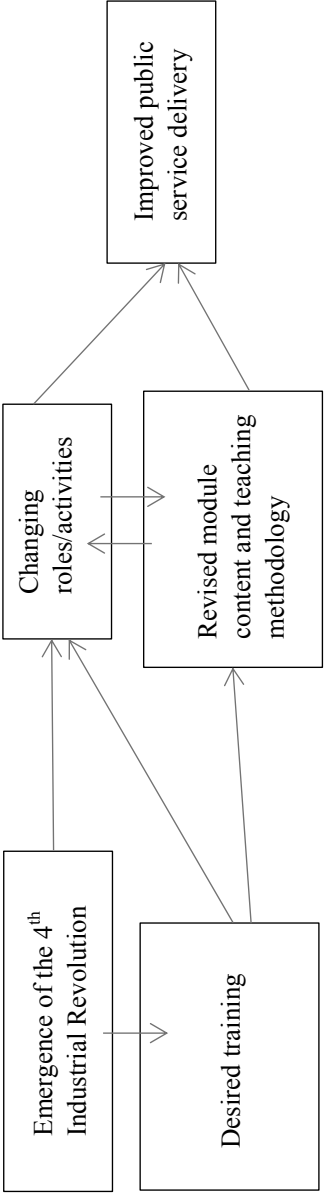 Emergence of the 4th
Industrial Revolution
Desired training
Changing
roles/activities
Revised module
content and teaching
methodology
Improved public
service delivery